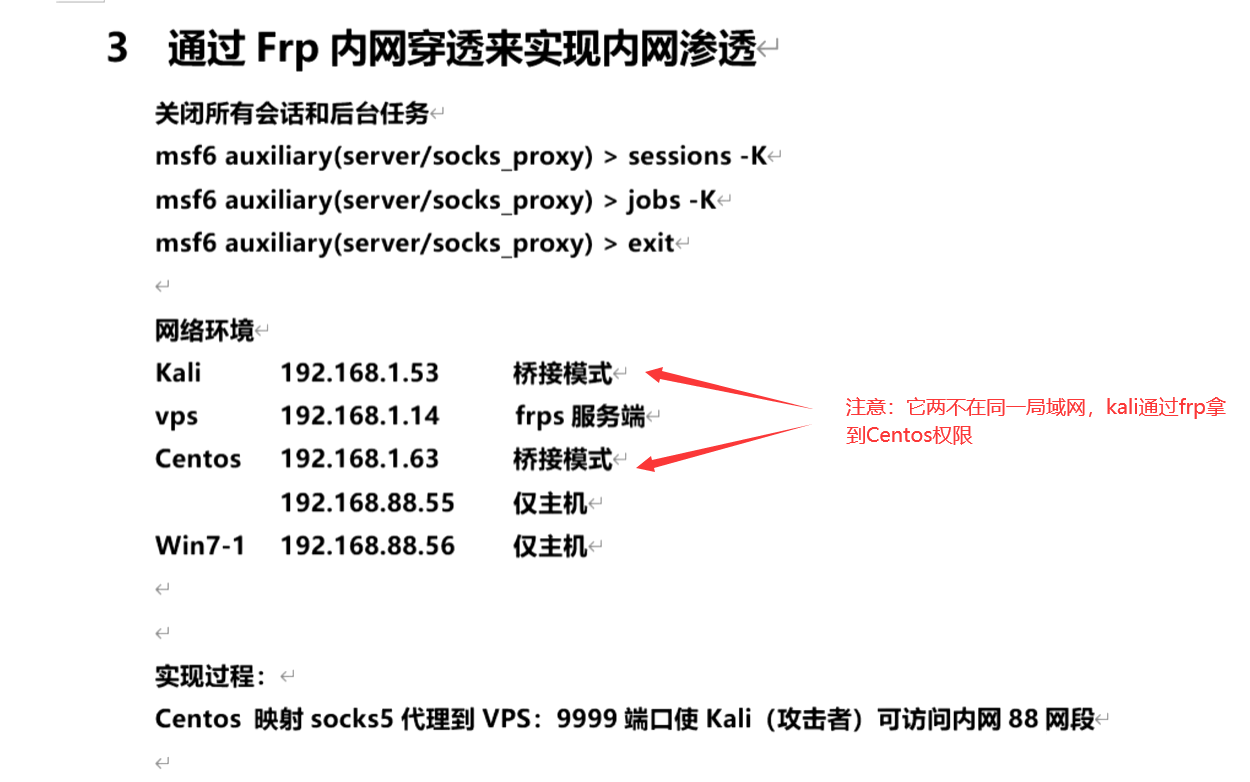 3 通过 Frp 内网穿透来实现内网渗透
关闭所有会话和后台任务
msf6 auxiliary(server/socks_proxy) > sessions -K
msf6 auxiliary(server/socks_proxy) > jobs -K
msf6 auxiliary(server/socks_proxy) > exit
网络环境
Kali 192.168.1.53 桥接模式
vps 192.168.1.14 frps 服务端
Centos 192.168.1.63 桥接模式
192.168.88.55 仅主机
Win7-1 192.168.88.56 仅主机
注意：它两不在同一局域网，kali通过frp拿
到Centos权限
实现过程：
Centos 映射 socks5 代理到 VPS：9999 端口使 Kali（攻击者）可访问内网 88 网段